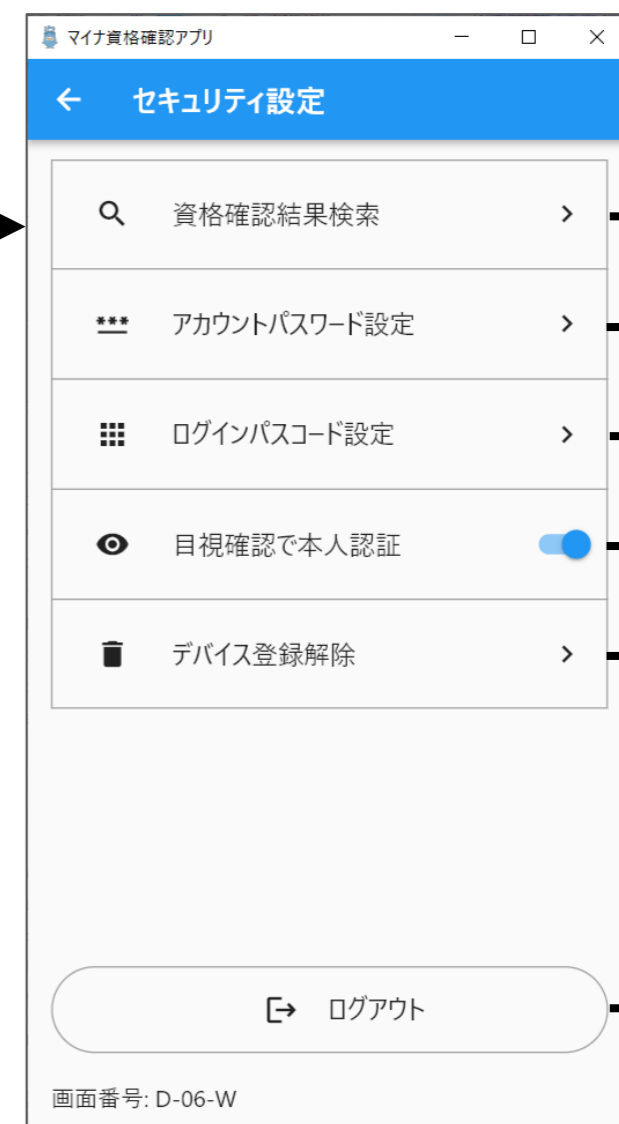 マイナ資格確認アプリ
セキュリティ設定
資格確認結果検索
アカウントパスワード設定
ログインパスコード設定
目視確認で本人認証
デバイス登録解除
ログアウト
画面番号: D-06-W